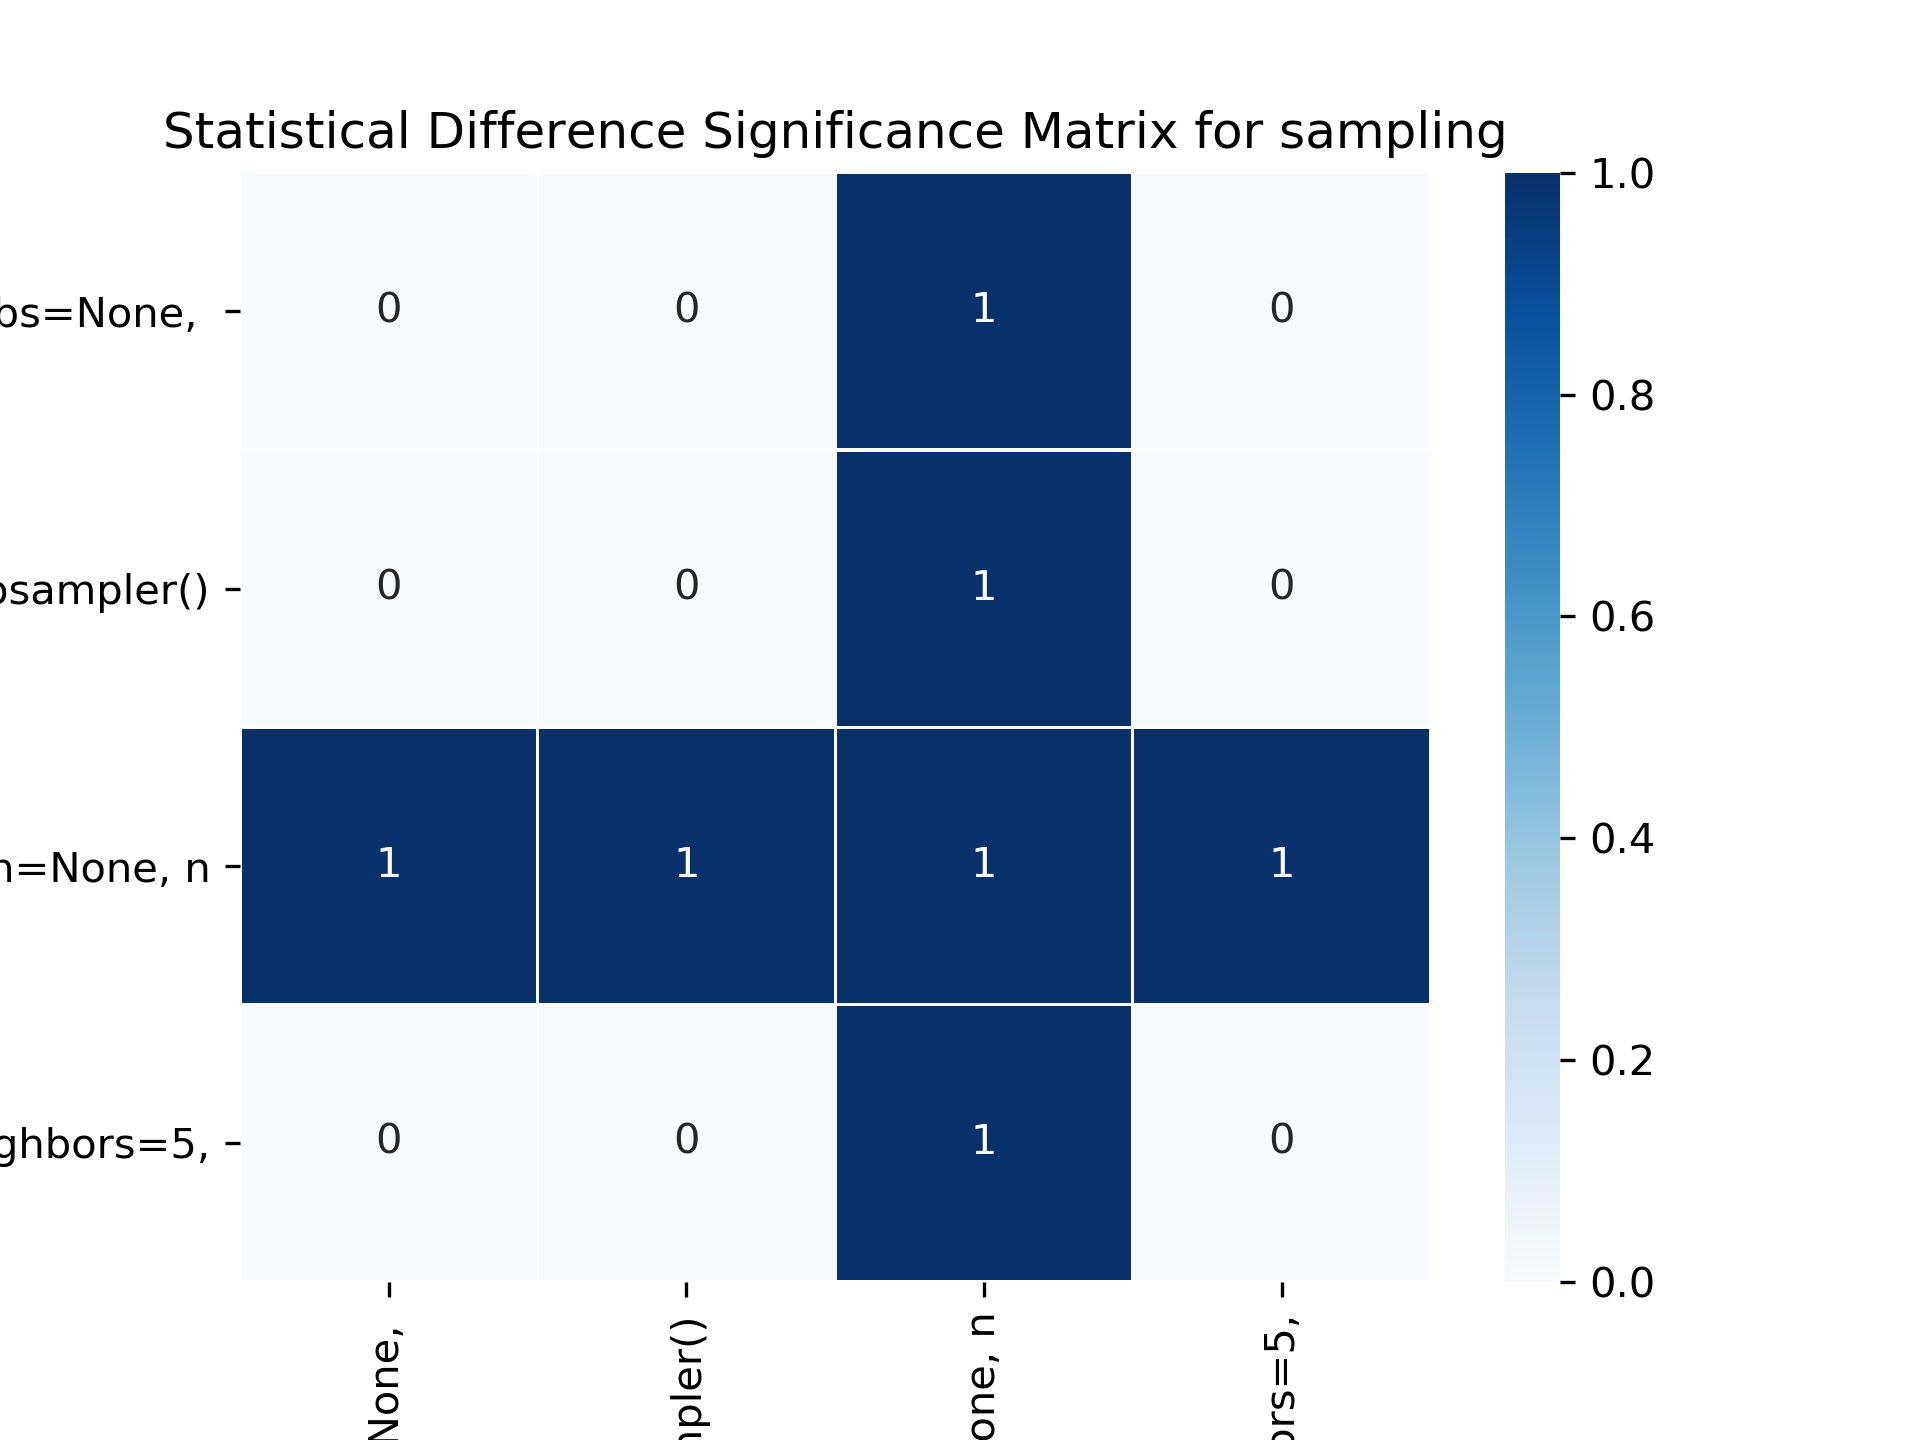 Statistical Difference Significance Matrix for sampling
bs=None,
0 0 1 0
psampler()
0 0 1 0
n=None, n
1 1 1 1
ghbors=5,
0 0 1 0
None,
mpler()
one, n
ors=5,
1.0
0.8
0.6
0.4
0.2
0.0